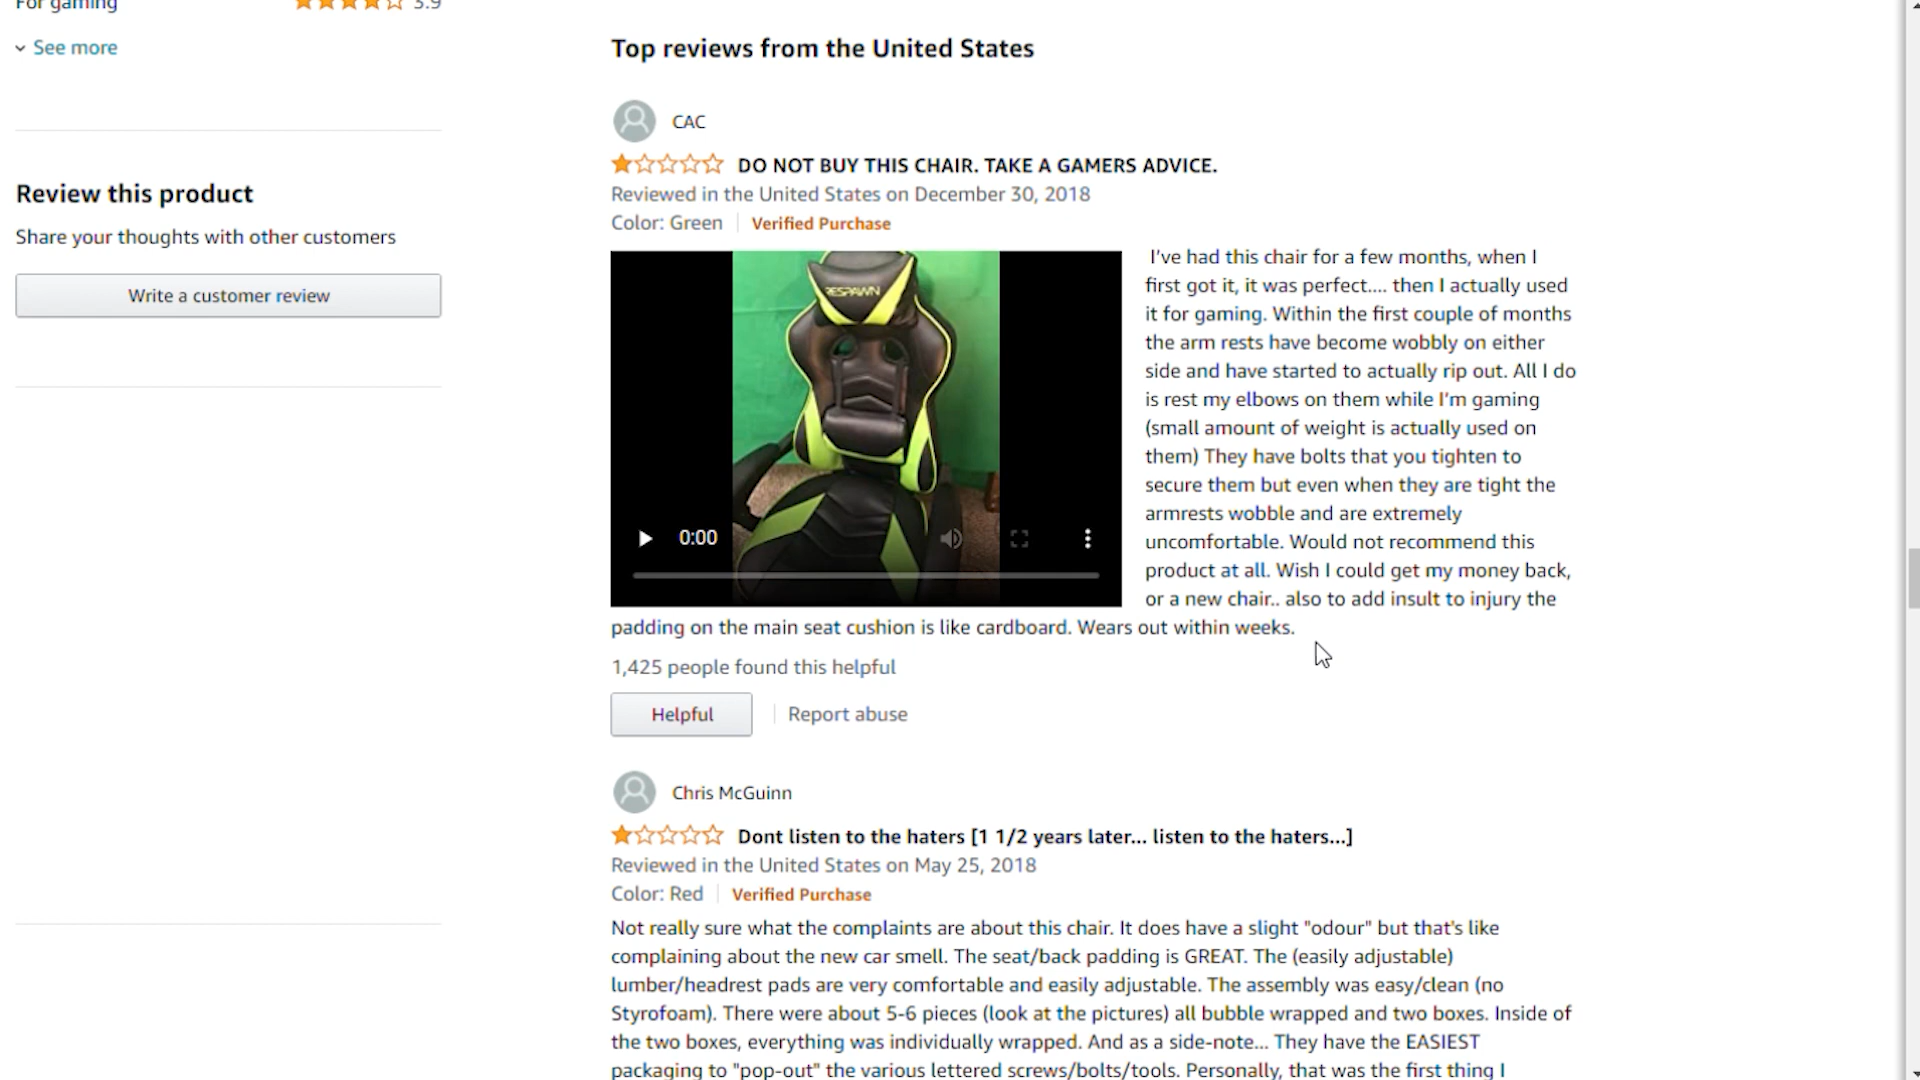 For gaming 3.9
See more
Review this product
Share your thoughts with other customers
Write a customer review
Top reviews from the United States
CAC
DO NOT BUY THIS CHAIR. TAKE A GAMERS ADVICE.
Reviewed in the United States on December 30, 2018
Color: Green Verified Purchase
RESPAWN
0:00
I've had this chair for a few months, when I
first got it, it was perfect.... then I actually used
it for gaming. Within the first couple of months
the arm rests have become wobbly on either
side and have started to actually rip out. All I do
is rest my elbows on them while I'm gaming
(small amount of weight is actually used on
them) They have bolts that you tighten to
secure them but even when they are tight the
armrests wobble and are extremely
uncomfortable. Would not recommend this
product at all. Wish I could get my money back,
or a new chair.. also to add insult to injury the
padding on the main seat cushion is like cardboard. Wears out within weeks.
1,425 people found this helpful
Helpful Report abuse
Chris McGuinn
Dont listen to the haters [1 1/2 years later... listen to the haters...]
Reviewed in the United States on May 25, 2018
Color: Red Verified Purchase
Not really sure what the complaints are about this chair. It does have a slight "odour" but that's like
complaining about the new car smell. The seat/back padding is GREAT. The (easily adjustable)
lumber/headrest pads are very comfortable and easily adjustable. The assembly was easy/clean (no
Styrofoam). There were about 5-6 pieces (look at the pictures) all bubble wrapped and two boxes. Inside of
the two boxes, everything was individually wrapped. And as a side-note... They have the EASIEST
packaging to "pop-out" the various lettered screws/bolts/tools. Personally, that was the first thing I